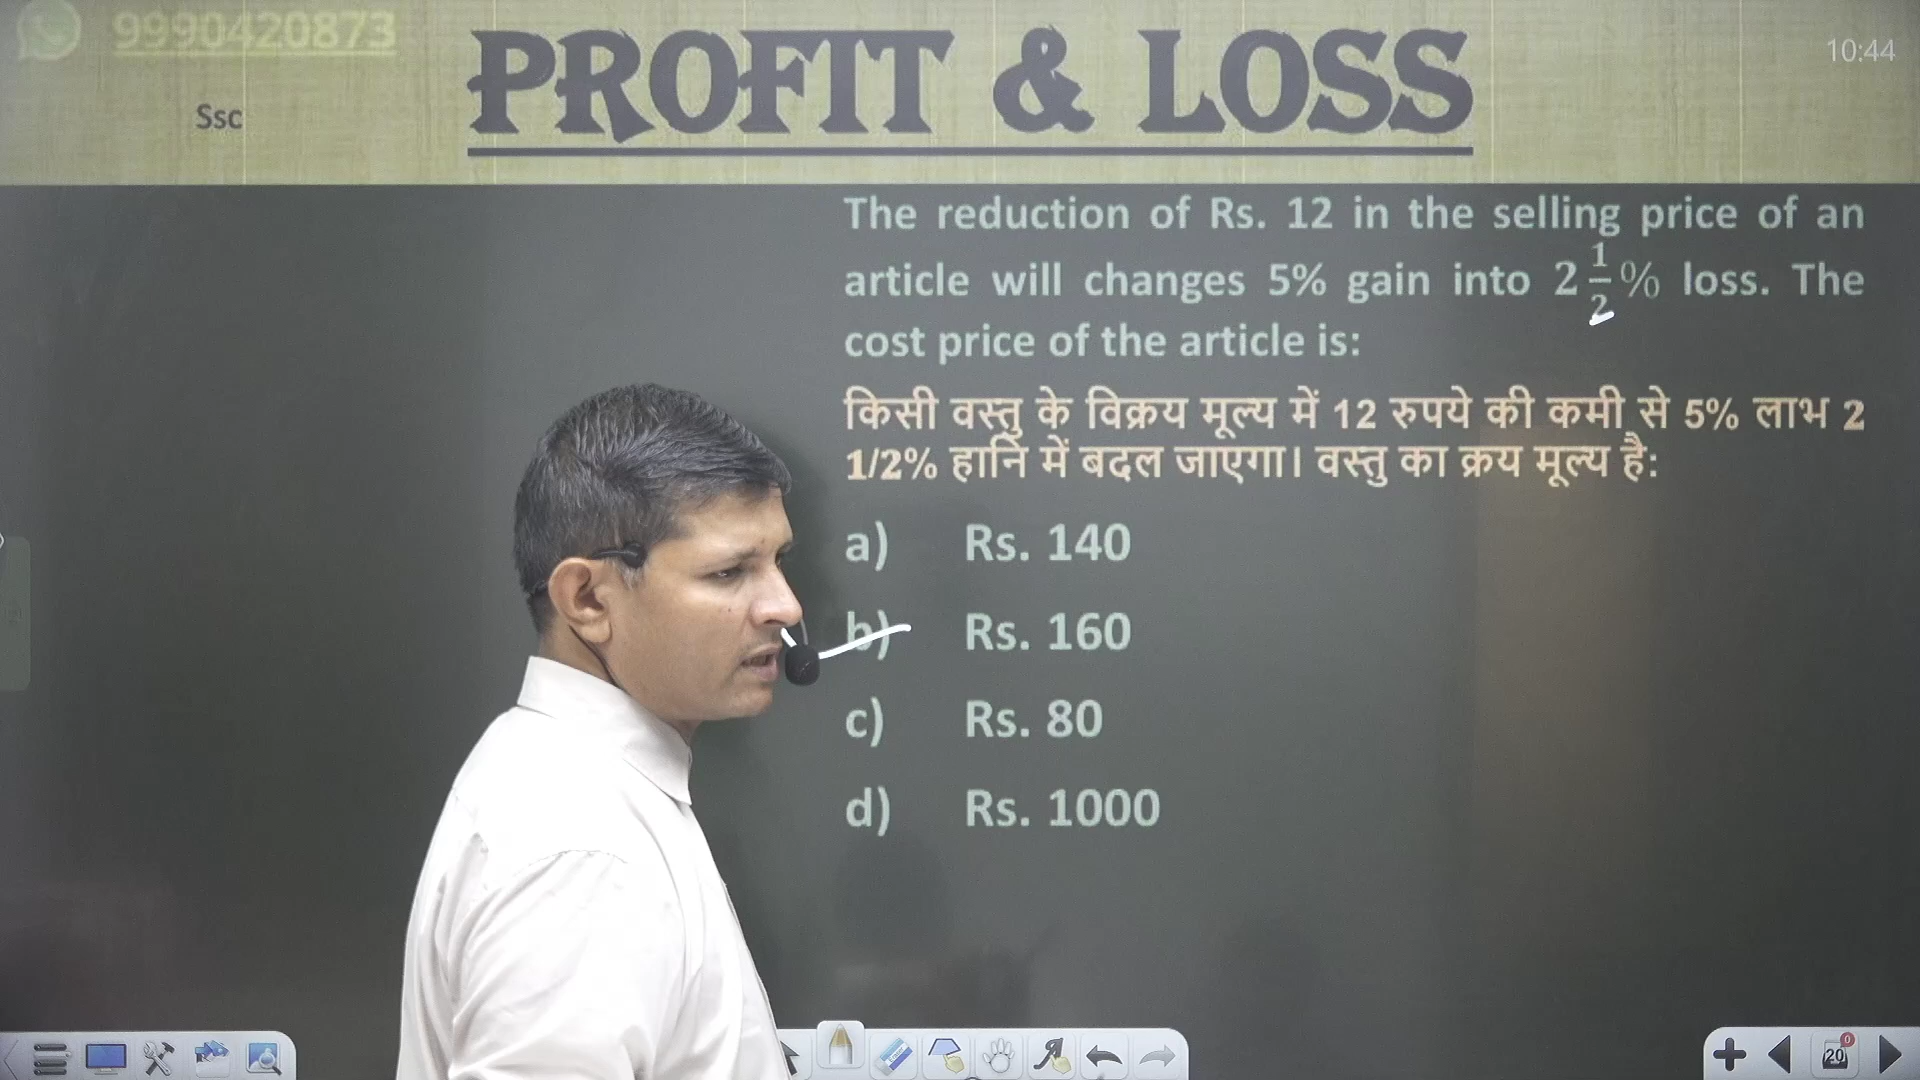 9990420873
PROFIT & LOSS
10:44
Ssc
The reduction of Rs. 12 in the selling price of an
article will changes 5% gain into 2 1/2% loss. The
cost price of the article is:
किसी वस्तु के विक्रय मूल्य में 12 रुपये की कमी से 5% लाभ 2
1/2% हानि में बदल जाएगा। वस्तु का क्रय मूल्य है:
a) Rs. 140
b) Rs. 160
c) Rs. 80
d) Rs. 1000
20
0